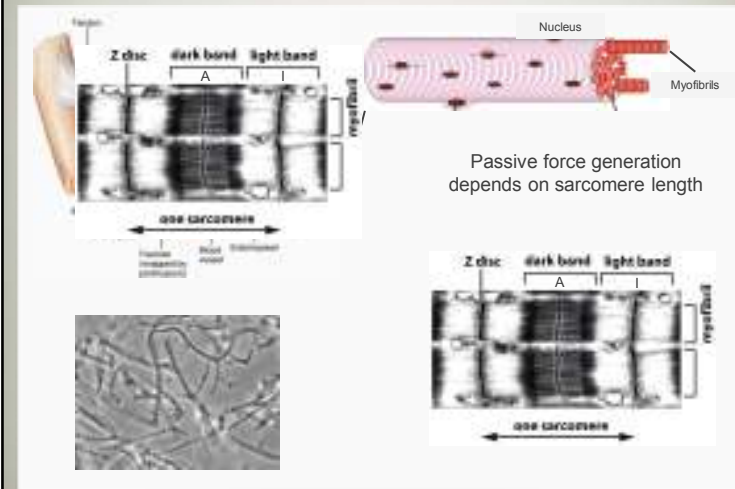 Tendon
Z disc
dark band
light band
A
I
myofibril
one sarcomere
Nucleus
Myofibrils
Passive force generation
depends on sarcomere length
Z disc
dark band
light band
A
I
myofibril
one sarcomere